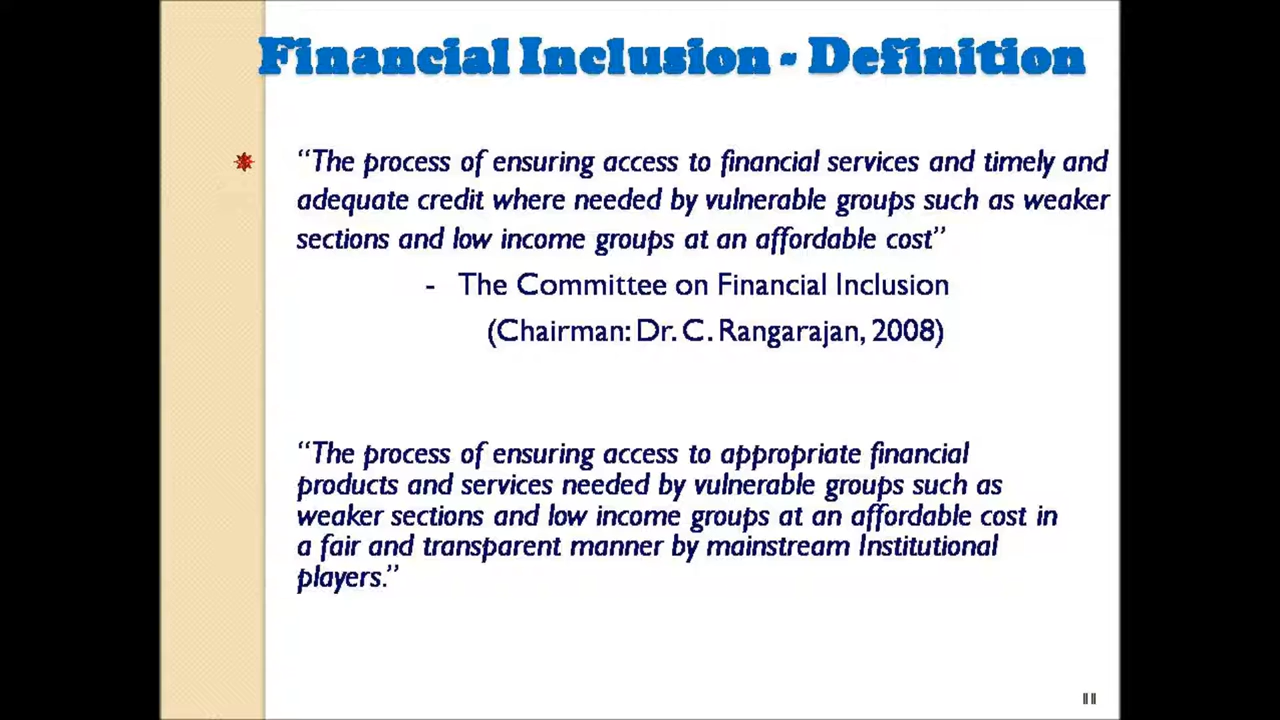 Financial Inclusion - Definition
“The process of ensuring access to financial services and timely and
adequate credit where needed by vulnerable groups such as weaker
sections and low income groups at an affordable cost”
- The Committee on Financial Inclusion
(Chairman: Dr. C. Rangarajan, 2008)
“The process of ensuring access to appropriate financial
products and services needed by vulnerable groups such as
weaker sections and low income groups at an affordable cost in
a fair and transparent manner by mainstream Institutional
players.”
11